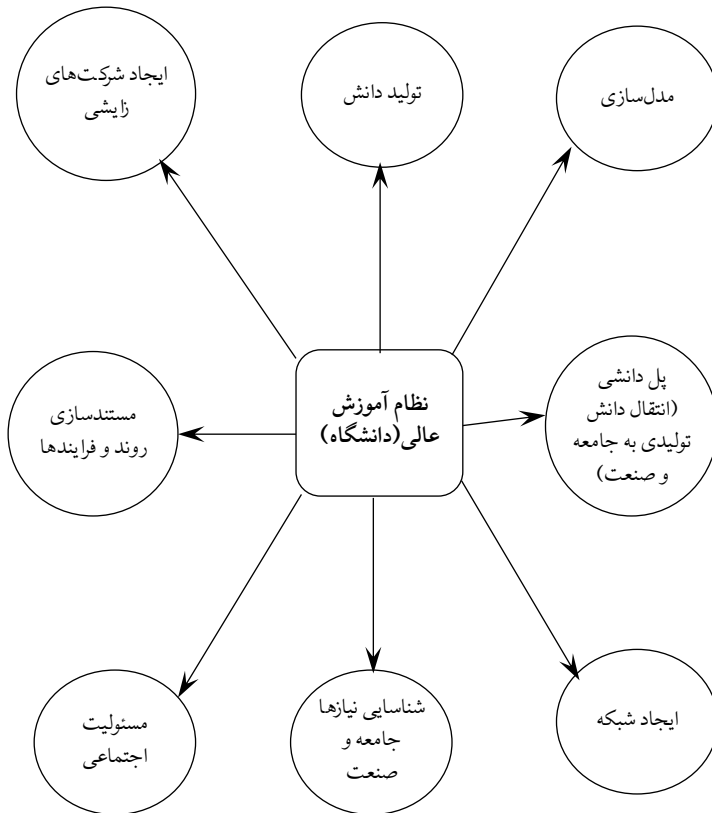 مدل‌سازی
تولید دانش
ایجاد شرکت‌های
زایشی
پل دانشی
(انتقال دانش
تولیدی به جامعه
و صنعت)
نظام آموزش
عالی(دانشگاه)
مستندسازی
روند و فرایندها
ایجاد شبکه
شناسایی نیازها
جامعه و
صنعت
مسئولیت
اجتماعی